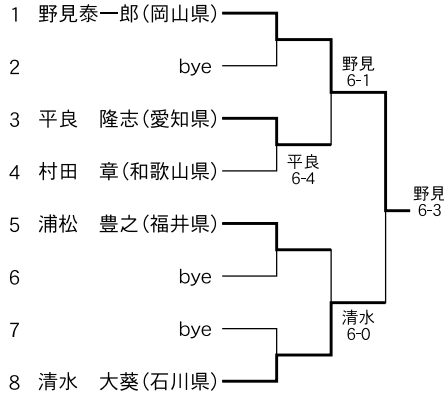 1 野見泰一郎(岡山県)
2 bye
野見
6-1
3 平良 隆志(愛知県)
平良
6-4
4 村田 章(和歌山県)
野見
6-3
5 浦松 豊之(福井県)
6 bye
清水
6-0
7 bye
8 清水 大葵(石川県)